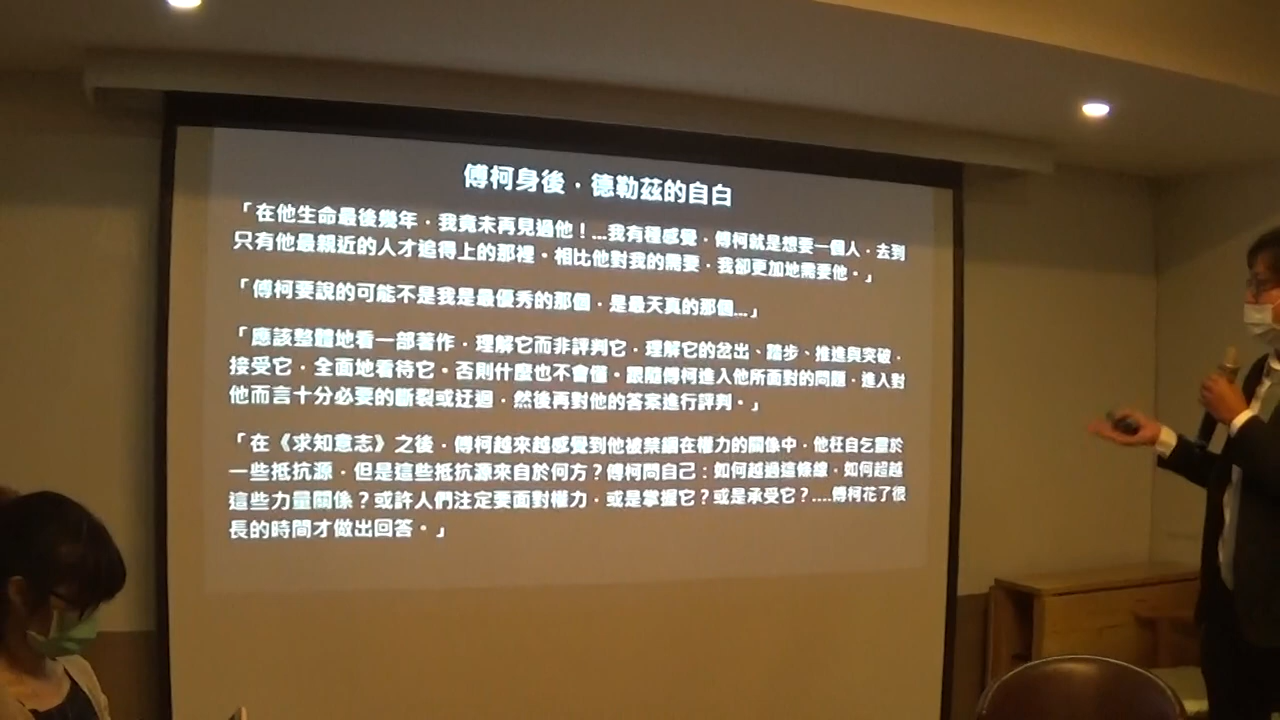 傅柯身後，德勒茲的自白
「在他生命最後幾年，我竟未再見過他！...我有種感覺，傅柯就是想要一個人，去到
只有他最親近的人才追得上的那裡。相比他對我的需要，我卻更加地需要他。」
「傅柯要說的可能不是我是最優秀的那個，是最天真的那個...」
「應該整體地看一部著作，理解它而非評判它，理解它的岔出、踏步、推進與突破，
接受它，全面地看待它。否則什麼也不會懂。跟隨傅柯進入他所面對的問題，進入對
他而言十分必要的斷裂或迂迴，然後再對他的答案進行評判。」
「在《求知意志》之後，傅柯越來越感覺到他被禁錮在權力的關係中，他枉自乞靈於
一些抵抗源，但是這些抵抗源來自於何方？傅柯問自己：如何越過這條線，如何超越
這些力量關係？或許人們注定要面對權力，或是掌握它？或是承受它？....傅柯花了很
長的時間才做出回答。」